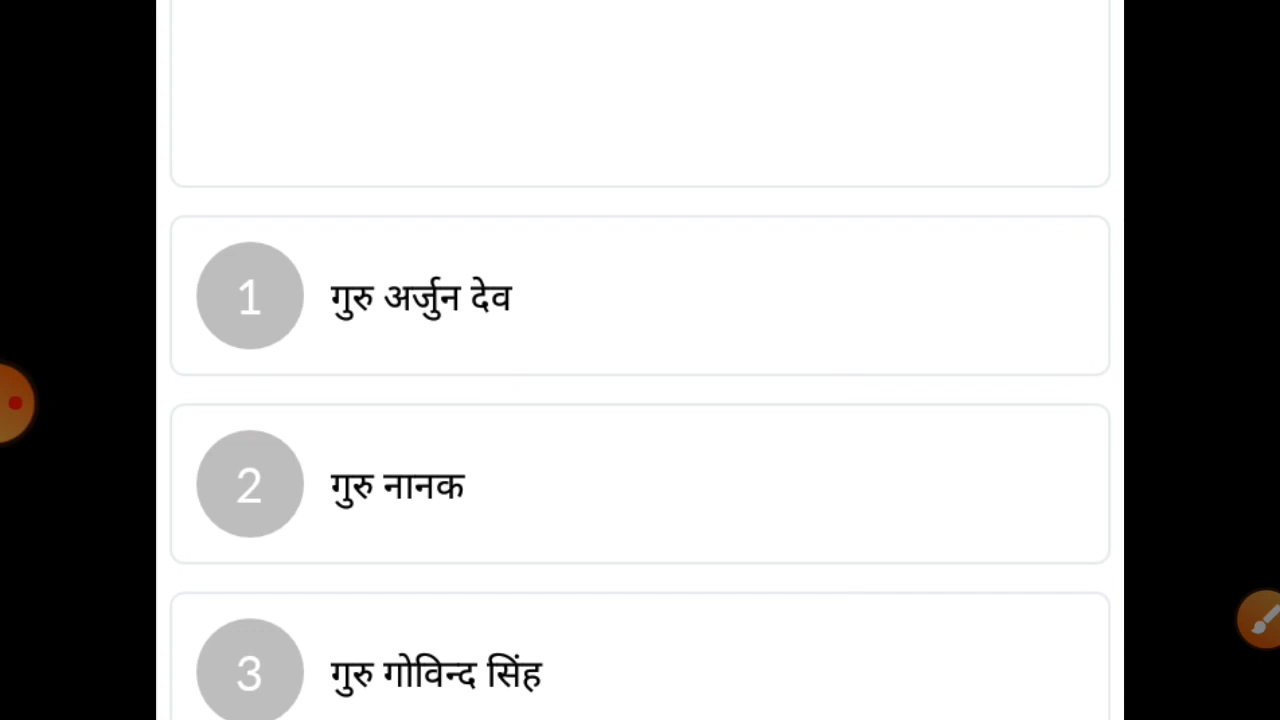 1 गुरु अर्जुन देव
2 गुरु नानक
3 गुरु गोविन्द सिंह